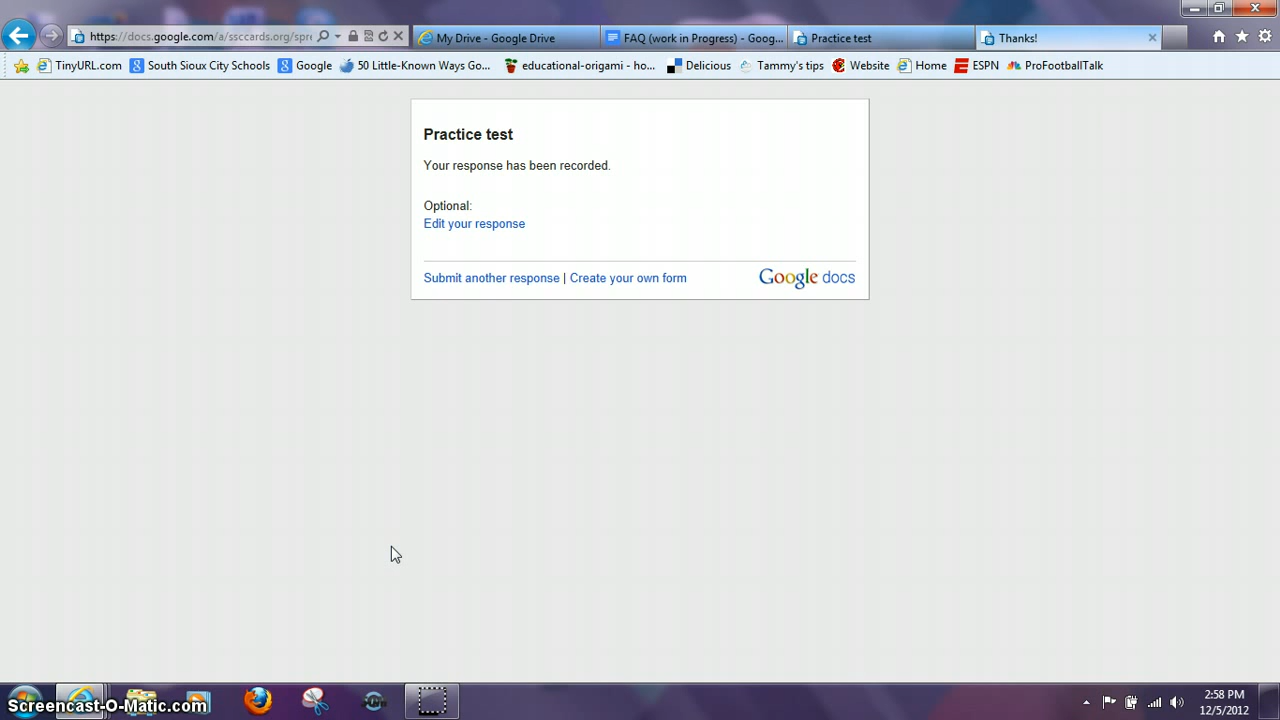 https://docs.google.com/a/ssccards.org/spre
My Drive - Google Drive
FAQ (work in Progress) - Goog...
Practice test
Thanks!
TinyURL.com
South Sioux City Schools
Google
50 Little-Known Ways Go...
educational-origami - ho...
Delicious
Tammy's tips
Website
Home
ESPN
ProFootballTalk
Practice test
Your response has been recorded.
Optional:
Edit your response
Submit another response | Create your own form
Google docs
Screencast-O-Matic.com
2:58 PM
12/5/2012